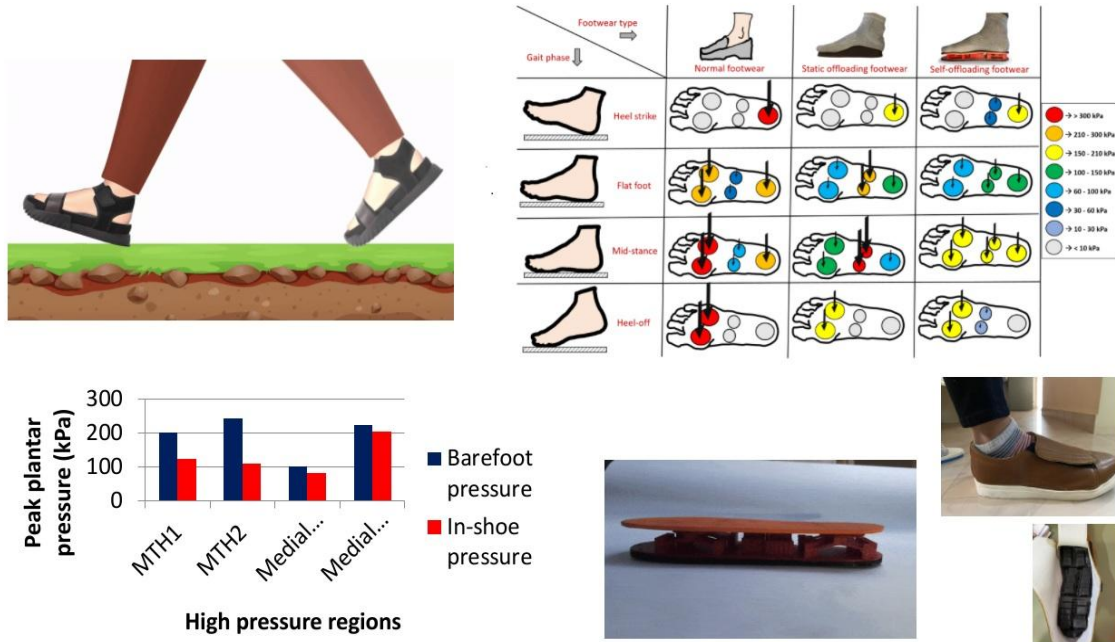 Footwear type
Gait phase
Normal footwear
Static offloading footwear
Self-offloading footwear
Heel strike
Flat foot
Mid-stance
Heel-off
→ > 300 kPa
→ 210 - 300 kPa
→ 150 - 210 kPa
→ 100 - 150 kPa
→ 60 - 100 kPa
→ 30 - 60 kPa
→ 10 - 30 kPa
→ < 10 kPa
Peak plantar
pressure (kPa)
300
200
100
0
MTH1
MTH2
Medial...
Medial...
High pressure regions
Barefoot
pressure
In-shoe
pressure